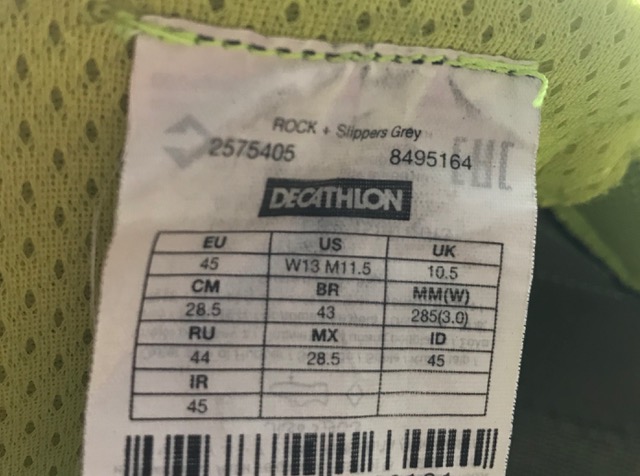 ROCK + Slippers Grey
2575405 8495164
EAC
DECATHLON
EU US UK
45 W13 M11.5 10.5
CM BR MM(W)
28.5 43 285(3.0)
RU MX ID
44 28.5 45
IR
45